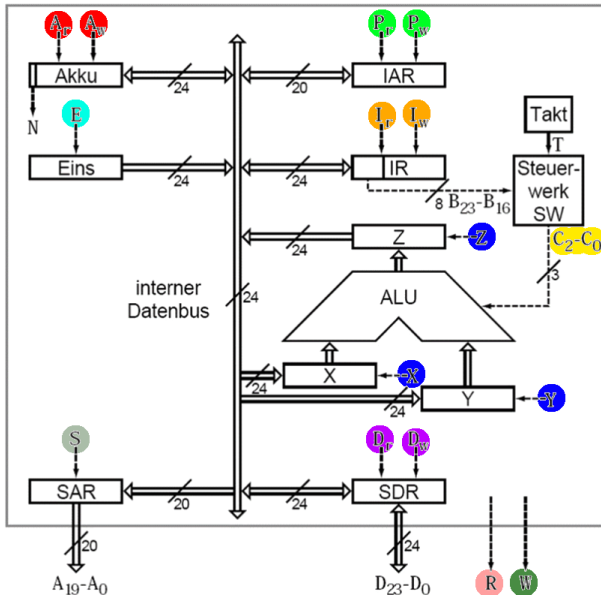 Ar Aw Pr Pw
Akku 24 20 IAR
N E Ir Iw Takt
T
Eins 24 24 IR
Steuer-
werk
SW
8 B23-B16
C2-C0
24 Z Z
3
interner
Datenbus
24
ALU
24 X X
24 Y Y
S Dr Dw
SAR 20 24 SDR
20 24
A19-A0 D23-D0 R W